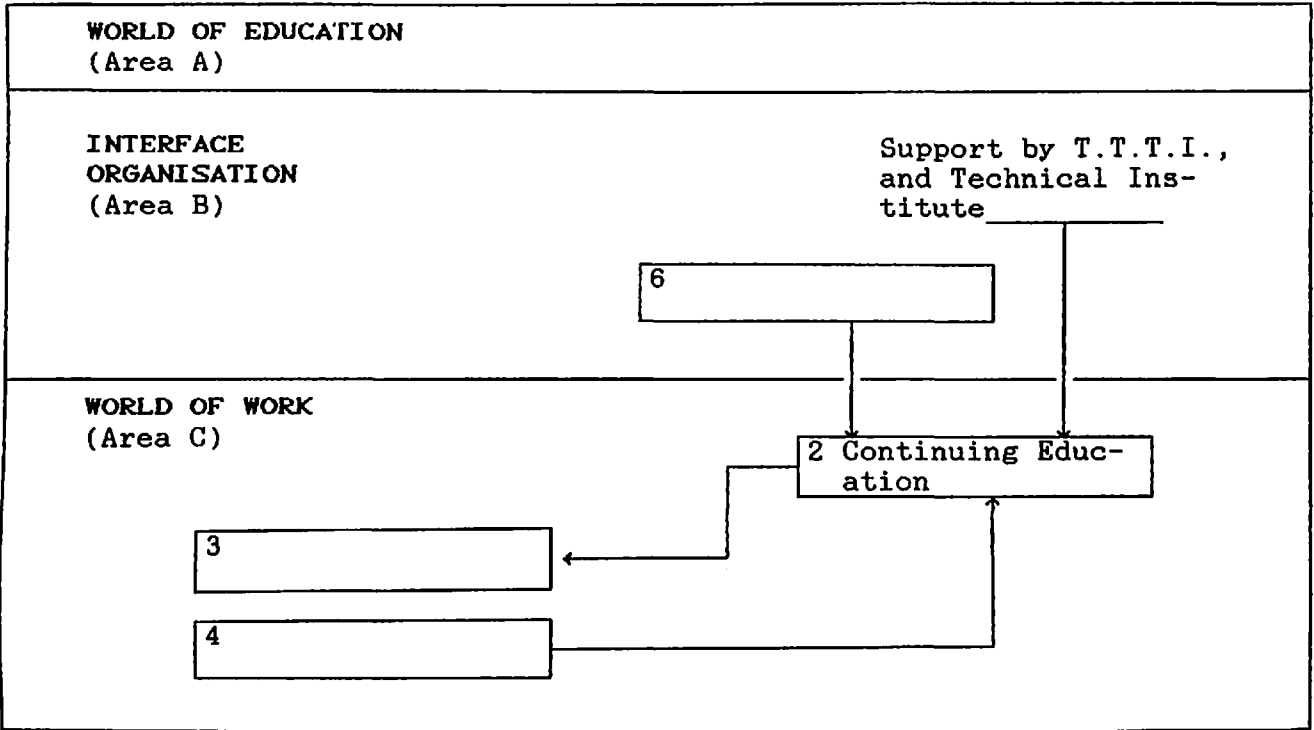 WORLD OF EDUCATION
(Area A)
INTERFACE
ORGANISATION
(Area B)
Support by T.T.T.I.,
and Technical Ins-
titute
6
WORLD OF WORK
(Area C)
2 Continuing Educ-
ation
3
4